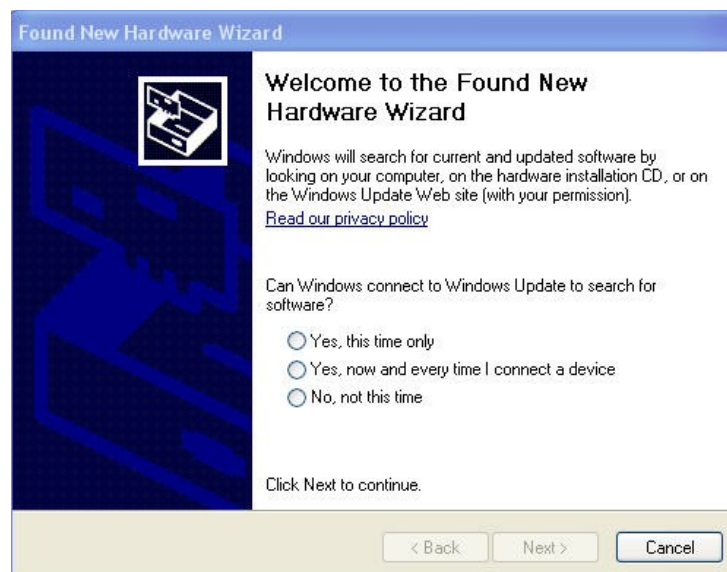 Found New Hardware Wizard
Welcome to the Found New
Hardware Wizard
Windows will search for current and updated software by
looking on your computer, on the hardware installation CD, or on
the Windows Update Web site (with your permission).
Read our privacy policy
Can Windows connect to Windows Update to search for
software?
Yes, this time only
Yes, now and every time I connect a device
No, not this time
Click Next to continue.
< Back Next > Cancel